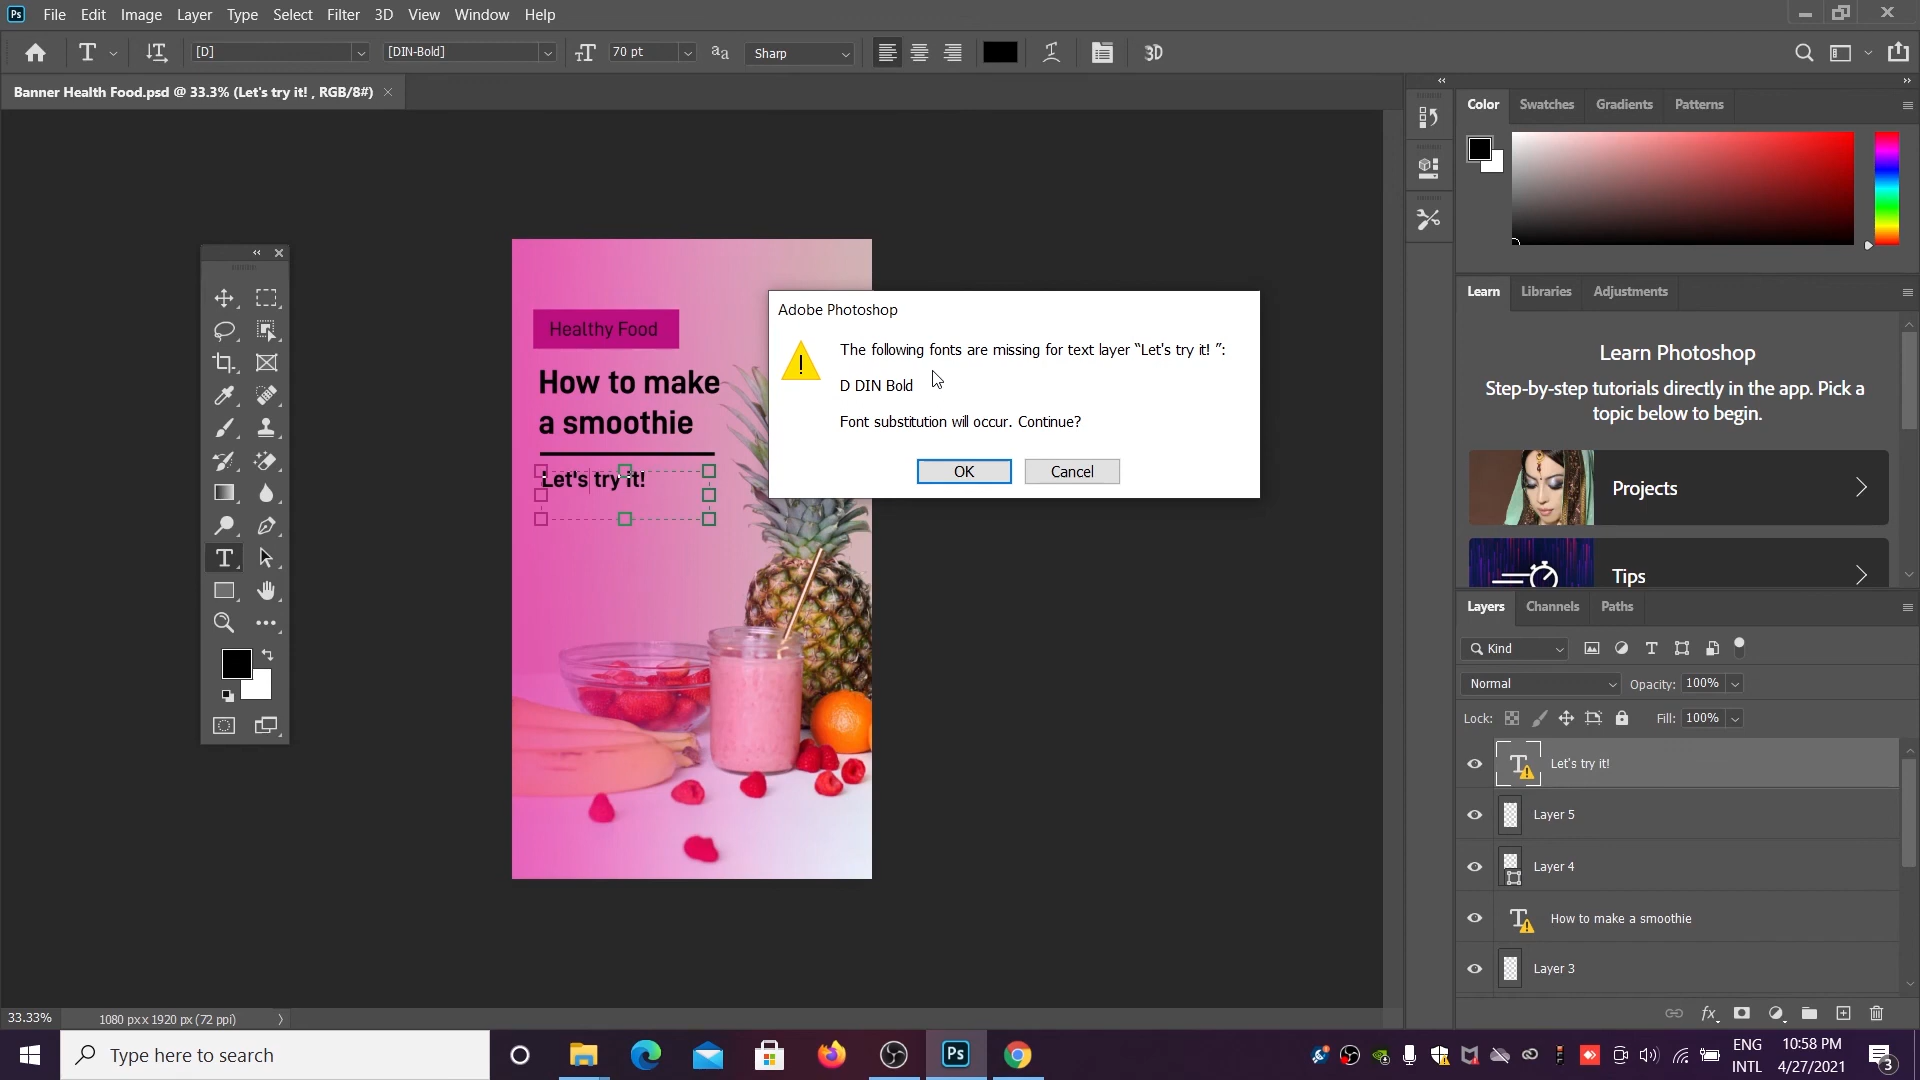 Ps File Edit Image Layer Type Select Filter 3D View Window Help
[D] [DIN-Bold] 70 pt Sharp 3D
Banner Health Food.psd @ 33.3% (Let's try it! , RGB/8#)
Color Swatches Gradients Patterns
Learn Libraries Adjustments
Learn Photoshop
Step-by-step tutorials directly in the app. Pick a
topic below to begin.
Projects
Tips
Healthy Food
How to make
a smoothie
Let's try it!
Adobe Photoshop
The following fonts are missing for text layer “Let's try it! ”:
D DIN Bold
Font substitution will occur. Continue?
OK Cancel
Layers Channels Paths
Kind
Normal Opacity: 100%
Lock: Fill: 100%
Let's try it!
Layer 5
Layer 4
How to make a smoothie
Layer 3
33.33% 1080 px x 1920 px (72 ppi)
Type here to search
Ps
ENG
INTL
10:58 PM
4/27/2021
3